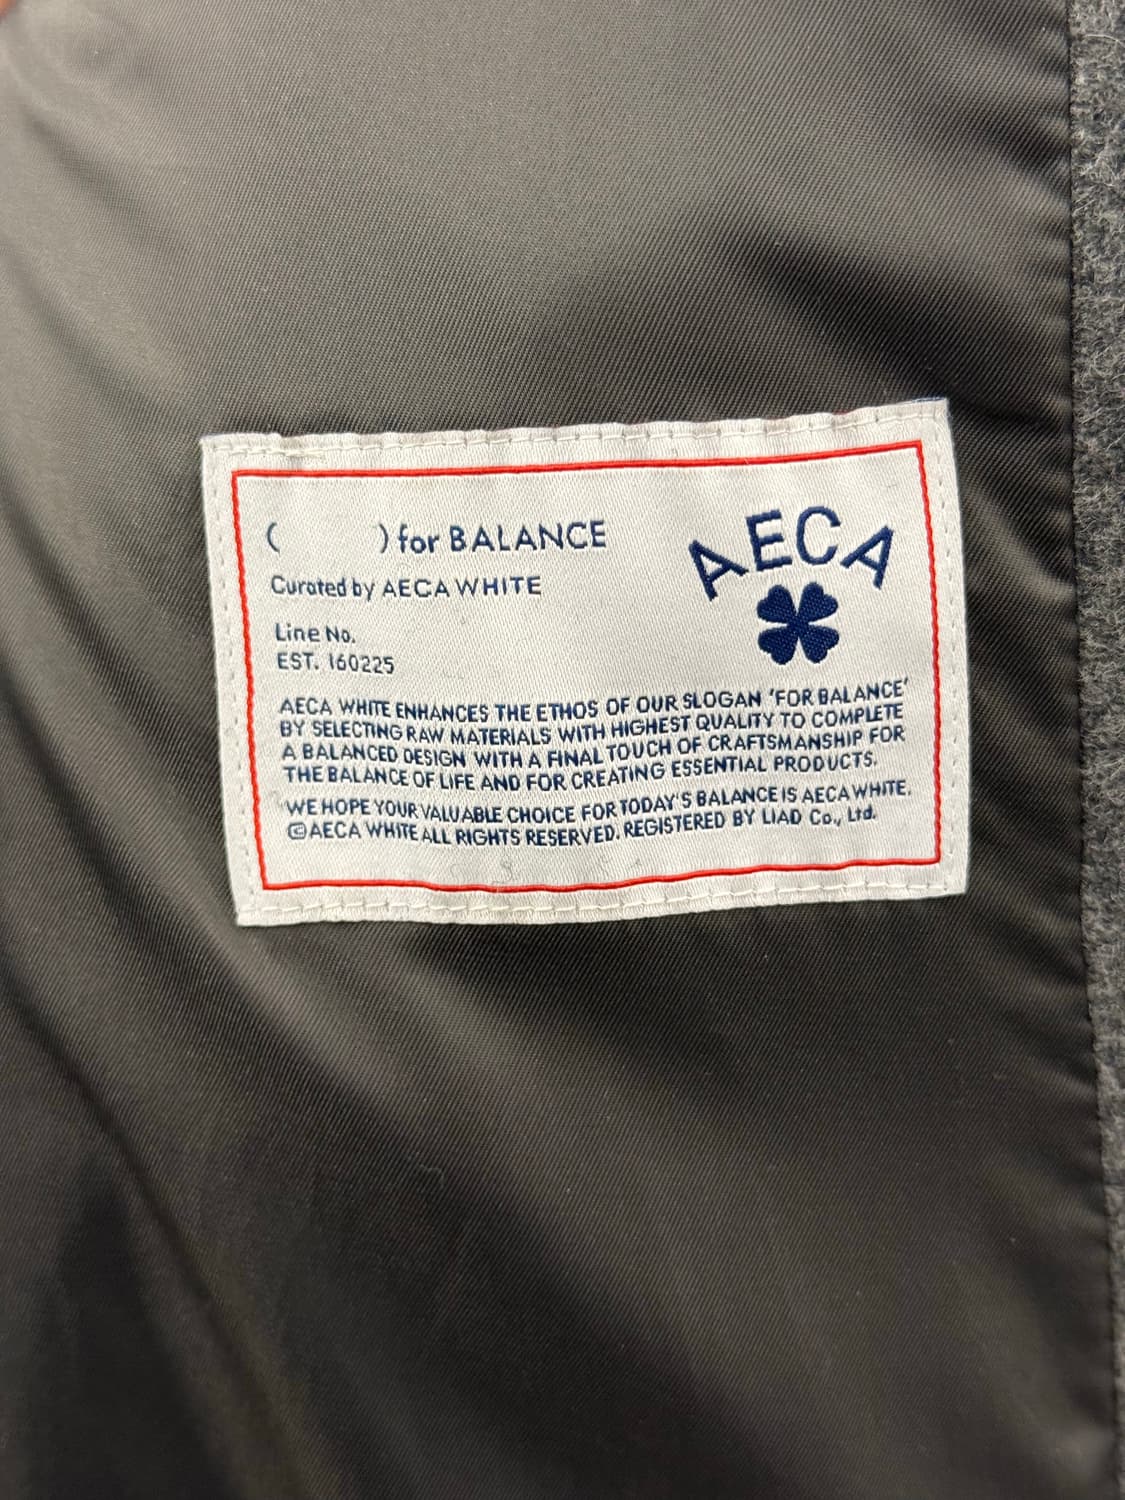 ( ) for BALANCE
Curated by AECA WHITE
Line No.
EST. 160225
AECA
AECA WHITE ENHANCES THE ETHOS OF OUR SLOGAN 'FOR BALANCE'
BY SELECTING RAW MATERIALS WITH HIGHEST QUALITY TO COMPLETE
A BALANCED DESIGN WITH A FINAL TOUCH OF CRAFTSMANSHIP FOR
THE BALANCE OF LIFE AND FOR CREATING ESSENTIAL PRODUCTS.
WE HOPE YOUR VALUABLE CHOICE FOR TODAY'S BALANCE IS AECA WHITE.
©AECA WHITE ALL RIGHTS RESERVED. REGISTERED BY LIAD Co., Ltd.